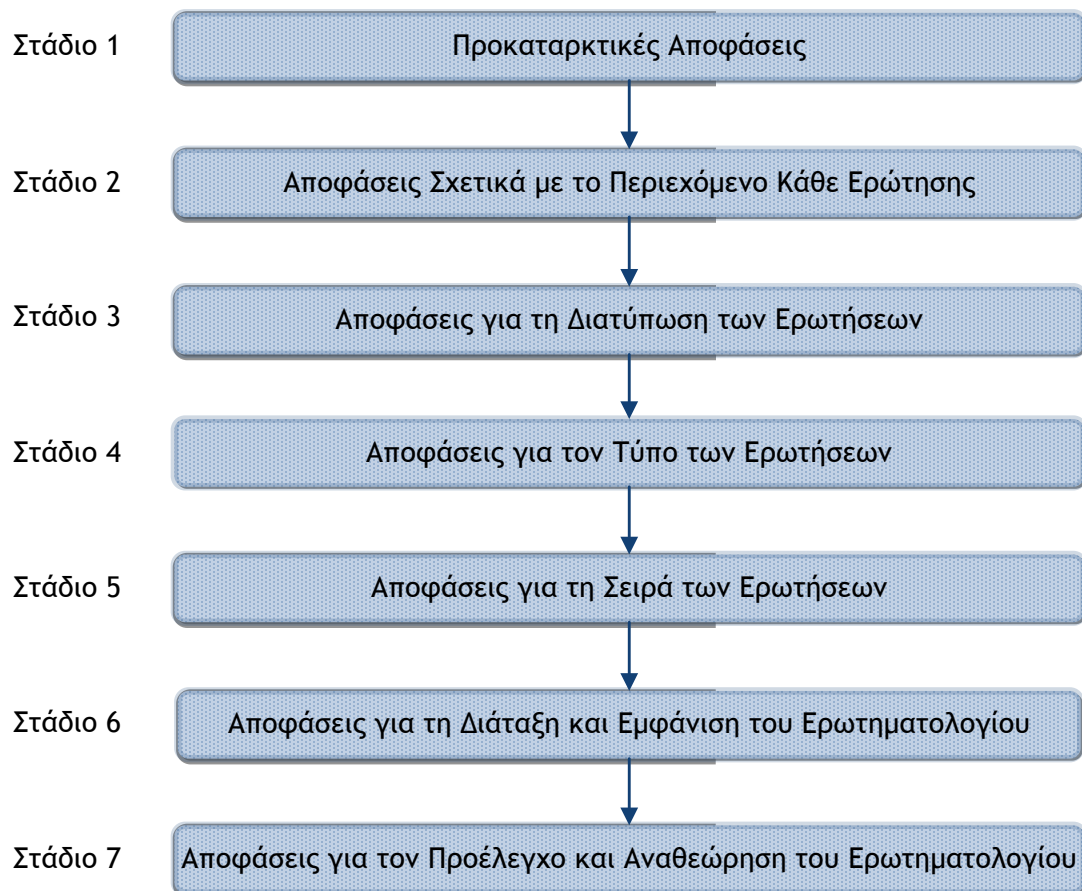 Στάδιο 1 Προκαταρκτικές Αποφάσεις
Στάδιο 2 Αποφάσεις Σχετικά με το Περιεχόμενο Κάθε Ερώτησης
Στάδιο 3 Αποφάσεις για τη Διατύπωση των Ερωτήσεων
Στάδιο 4 Αποφάσεις για τον Τύπο των Ερωτήσεων
Στάδιο 5 Αποφάσεις για τη Σειρά των Ερωτήσεων
Στάδιο 6 Αποφάσεις για τη Διάταξη και Εμφάνιση του Ερωτηματολογίου
Στάδιο 7 Αποφάσεις για τον Προέλεγχο και Αναθεώρηση του Ερωτηματολογίου